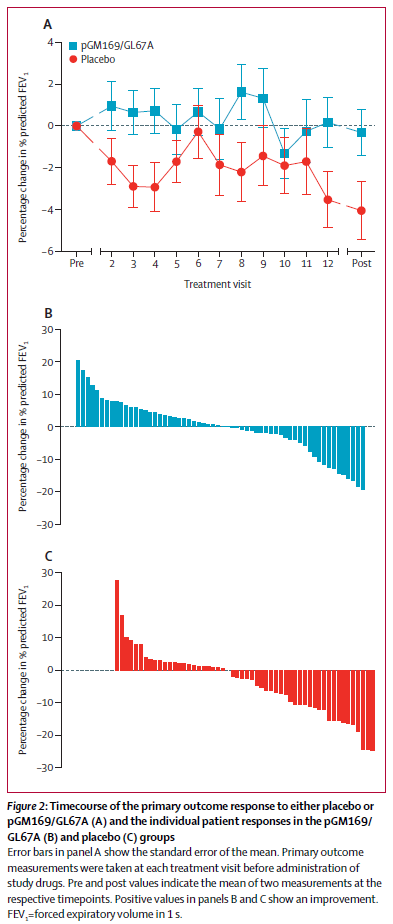 A
pGM169/GL67A
Placebo
Percentage change in % predicted FEV₁
4
2
0
−2
−4
−6
Pre 2 3 4 5 6 7 8 9 10 11 12 Post
Treatment visit
B
Percentage change in % predicted FEV₁
30
20
10
0
−10
−20
−30
C
Percentage change in % predicted FEV₁
30
20
10
0
−10
−20
−30
Figure 2: Timecourse of the primary outcome response to either placebo or
pGM169/GL67A (A) and the individual patient responses in the pGM169/
GL67A (B) and placebo (C) groups
Error bars in panel A show the standard error of the mean. Primary outcome
measurements were taken at each treatment visit before administration of
study drugs. Pre and post values indicate the mean of two measurements at the
respective timepoints. Positive values in panels B and C show an improvement.
FEV₁=forced expiratory volume in 1 s.